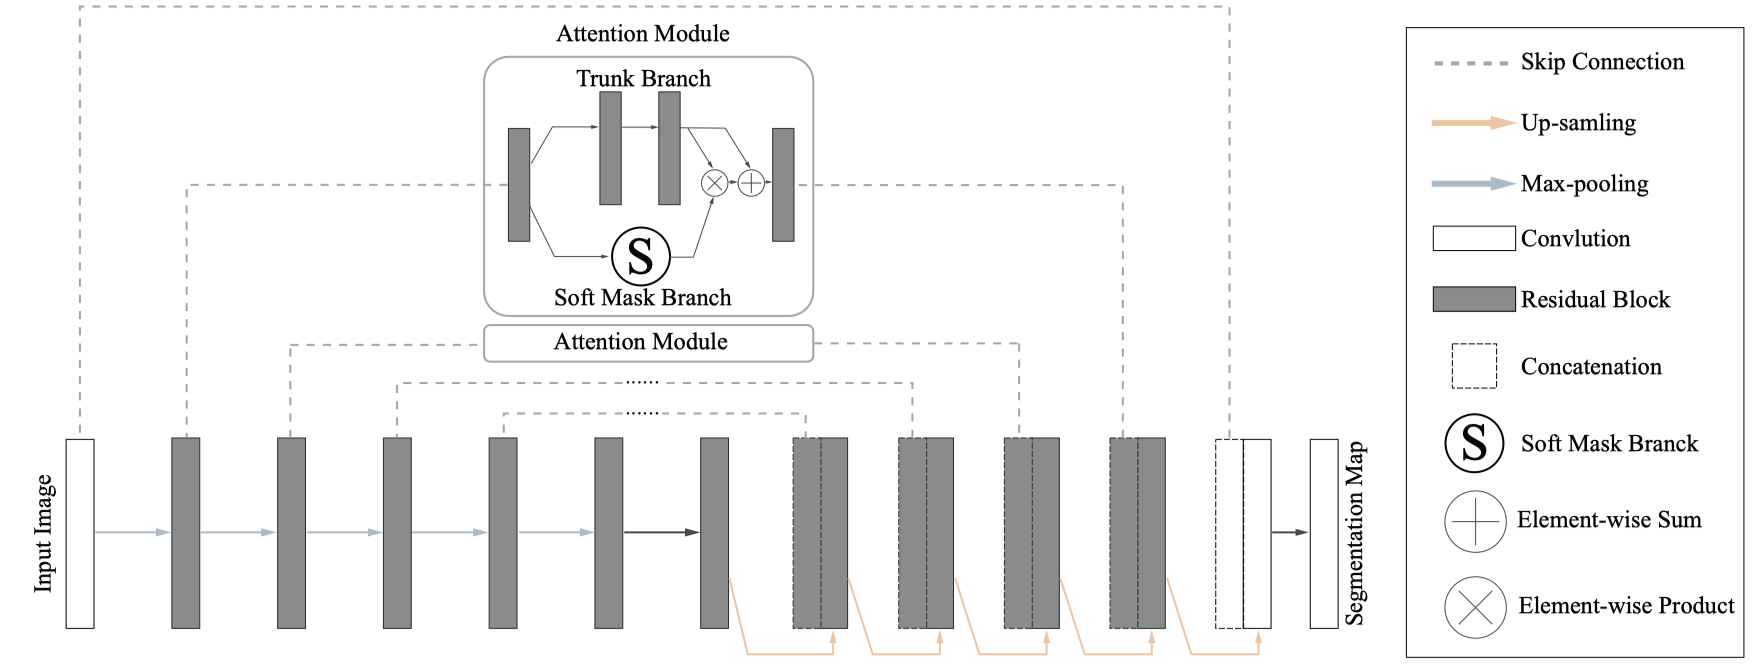 Attention Module
Trunk Branch
S
Soft Mask Branch
Attention Module
......
......
Input Image
Segmentation Map
Skip Connection
Up-samling
Max-pooling
Convlution
Residual Block
Concatenation
S
Soft Mask Branck
Element-wise Sum
Element-wise Product